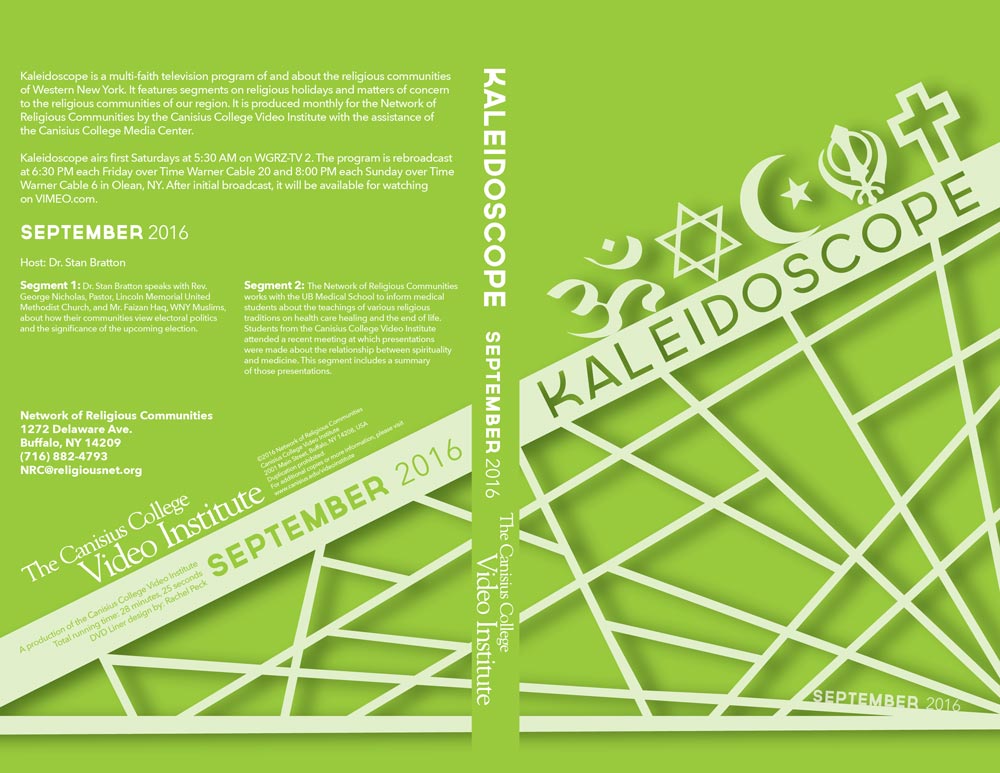 Kaleidoscope is a multi-faith television program of and about the religious communities
of Western New York. It features segments on religious holidays and matters of concern
to the religious communities of our region. It is produced monthly for the Network of
Religious Communities by the Canisius College Video Institute with the assistance of
the Canisius College Media Center.
Kaleidoscope airs first Saturdays at 5:30 AM on WGRZ-TV 2. The program is rebroadcast
at 6:30 PM each Friday over Time Warner Cable 20 and 8:00 PM each Sunday over Time
Warner Cable 6 in Olean, NY. After initial broadcast, it will be available for watching
on VIMEO.com.
SEPTEMBER 2016
Host: Dr. Stan Bratton
Segment 1: Dr. Stan Bratton speaks with Rev.
George Nicholas, Pastor, Lincoln Memorial United
Methodist Church, and Mr. Faizan Haq, WNY Muslims,
about how their communities view electoral politics
and the significance of the upcoming election.
Segment 2: The Network of Religious Communities
works with the UB Medical School to inform medical
students about the teachings of various religious
traditions on health care healing and the end of life.
Students from the Canisius College Video Institute
attended a recent meeting at which presentations
were made about the relationship between spirituality
and medicine. This segment includes a summary
of those presentations.
Network of Religious Communities
1272 Delaware Ave.
Buffalo, NY 14209
(716) 882-4793
NRC@religiousnet.org
©2016 Network of Religious Communities
Canisius College Video Institute
2001 Main Street, Buffalo, NY 14208, USA
Duplication prohibited.
For additional copies or more information, please visit
www.canisius.edu/videoinstitute
The Canisius College
Video Institute
SEPTEMBER 2016
A production of the Canisius College Video Institute
Total running time: 28 minutes, 25 seconds
DVD Liner design by: Rachel Peck
KALEIDOSCOPE SEPTEMBER 2016
The Canisius College
Video Institute
KALEIDOSCOPE
SEPTEMBER 2016